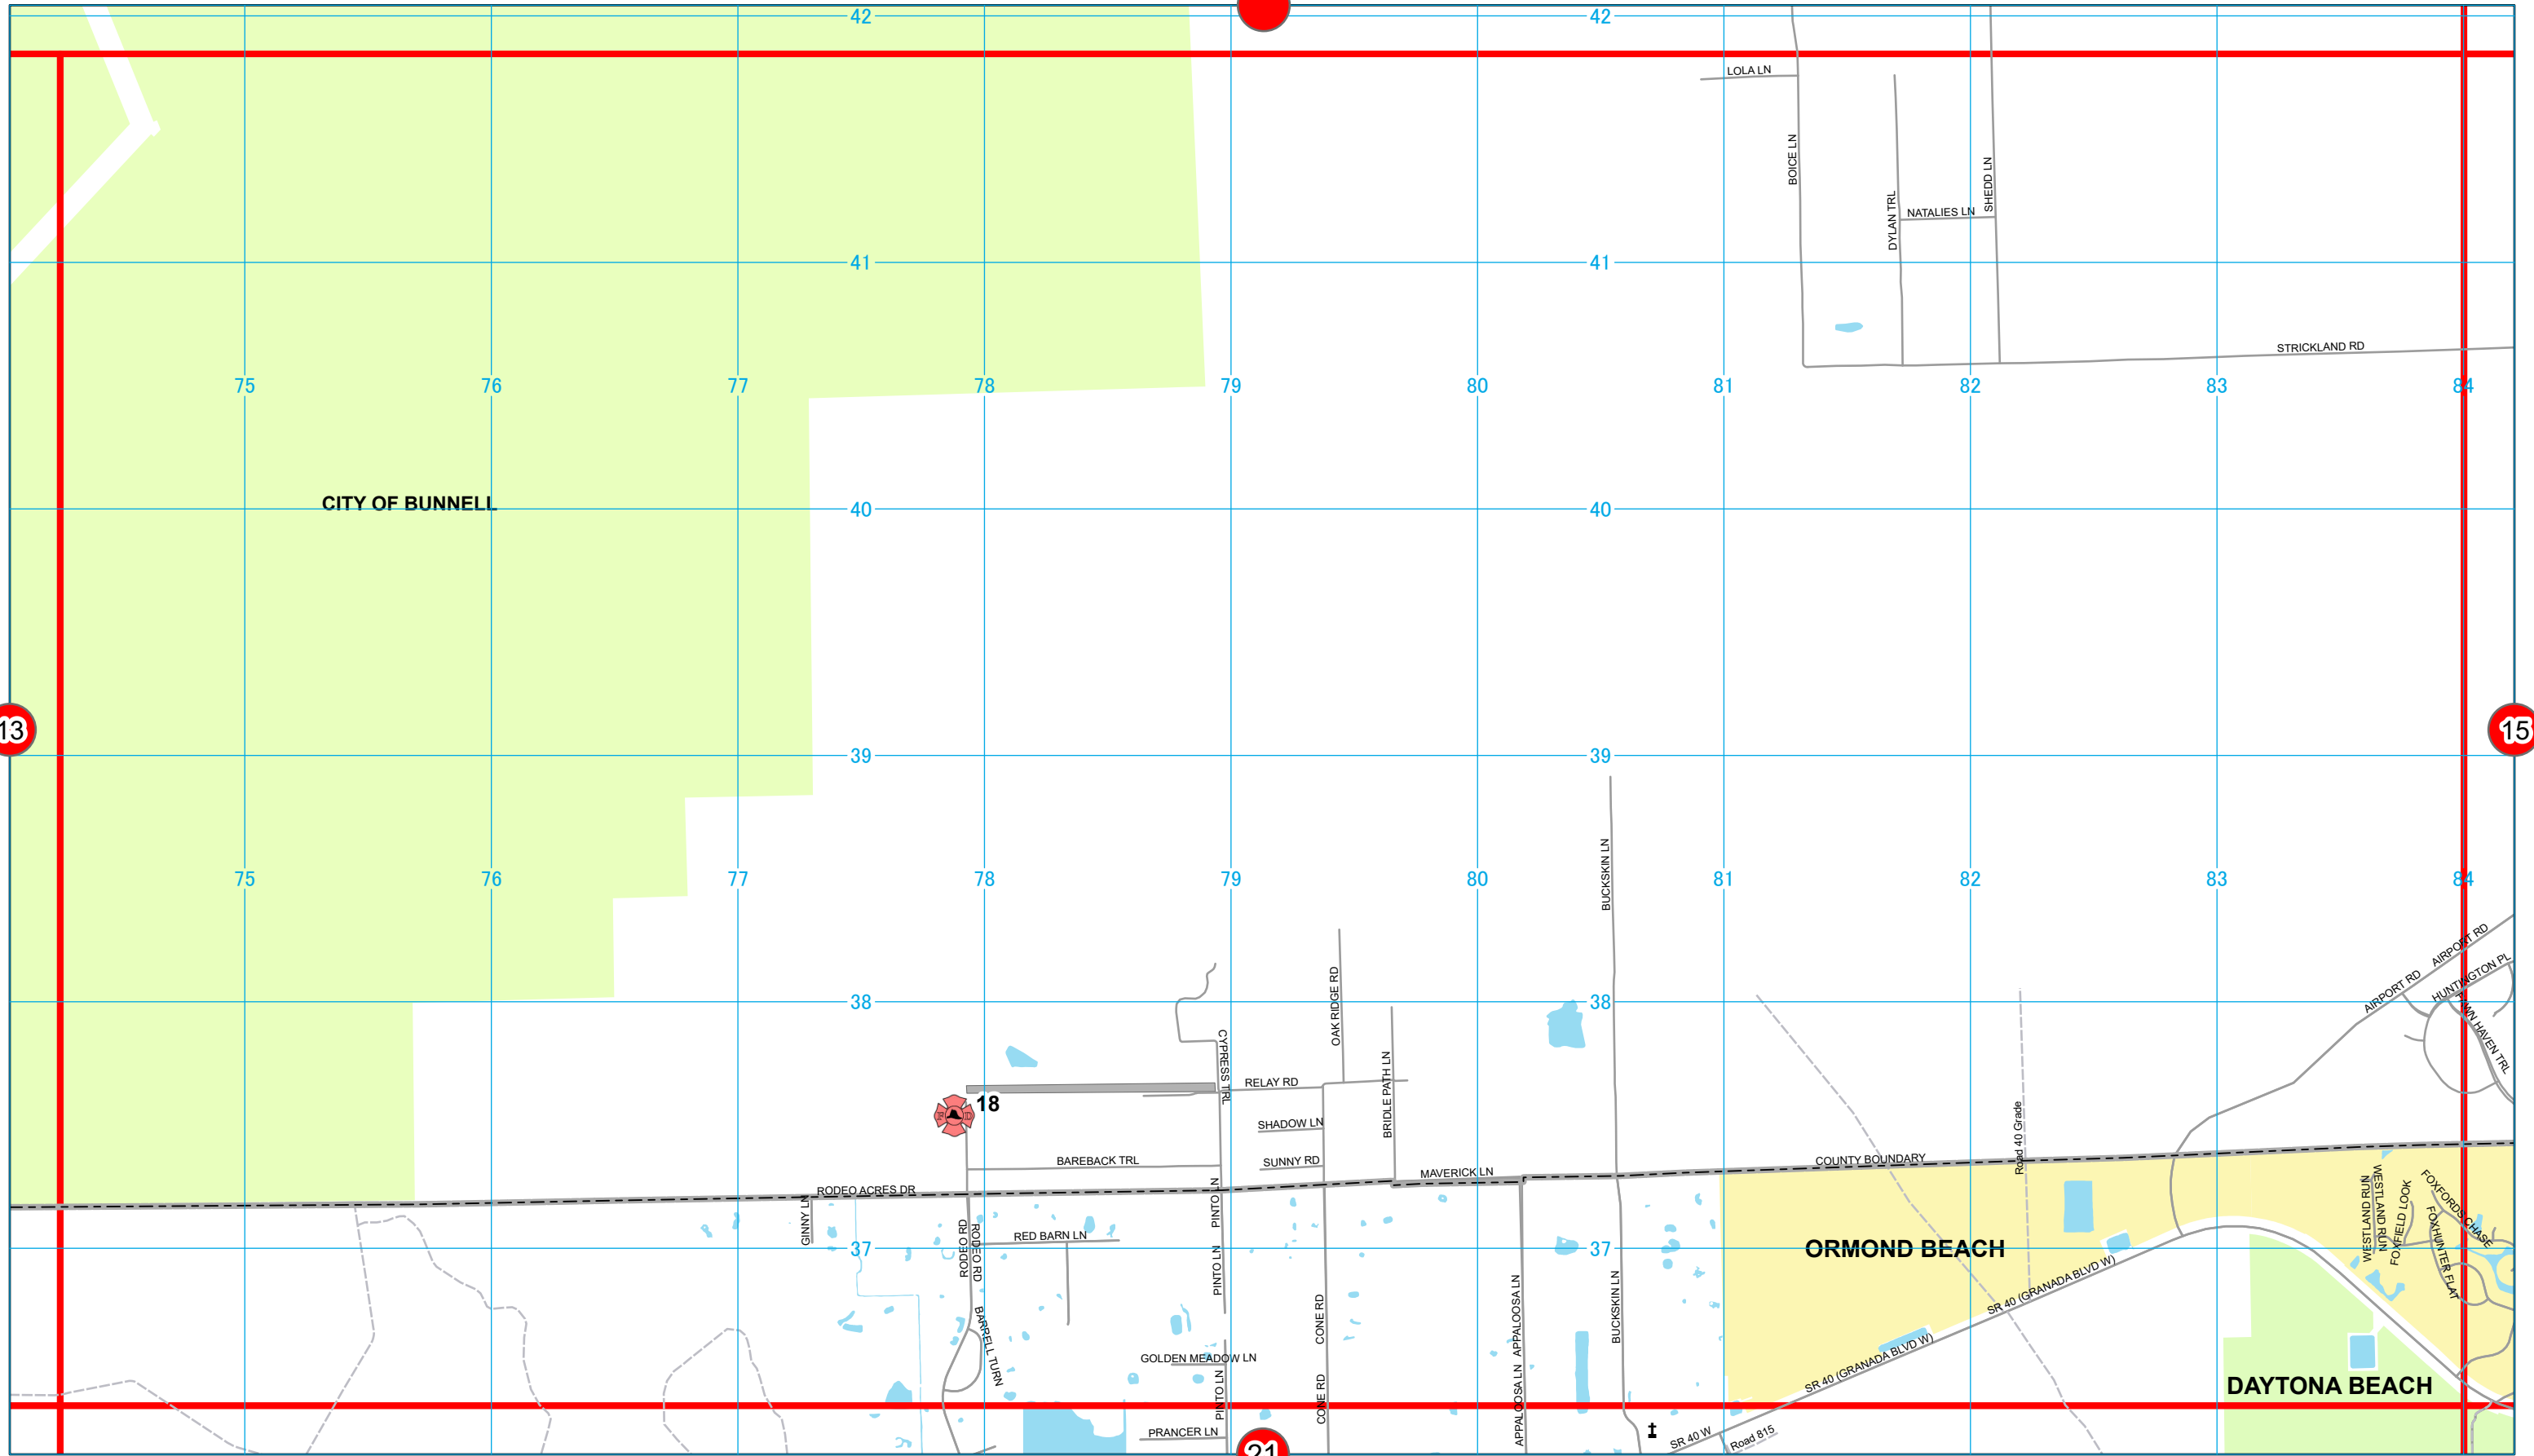 42
42
LOLA LN
BOICE LN
DYLAN TRL
NATALIES LN
SHEDD LN
41
41
STRICKLAND RD
75
76
77
78
79
80
81
82
83
84
CITY OF BUNNELL
40
40
13
15
39
39
BUCKSKIN LN
75
76
77
78
79
80
81
82
83
84
AIRPORT RD
AIRPORT RD
HUNTINGTON PL
38
38
OAK RIDGE RD
CYPRESS TRL
BRIDLE PATH LN
RELAY RD
18
SHADOW LN
SUNNY RD
BAREBACK TRL
MAVERICK LN
COUNTY BOUNDARY
Road 40 Grade
RODEO ACRES DR
GINNY LN
RODEO RD
RODEO RD
RED BARN LN
PINTO LN
PINTO LN
37
37
ORMOND BEACH
WESTLAND RUN
WESTLAND RUN
FOXFIELD LOOK
FOXFORDS CHASE
FOXHUNTER FLAT
SR 40 (GRANADA BLVD W)
SR 40 (GRANADA BLVD W)
BARRELL TURN
GOLDEN MEADOW LN
PINTO LN
CONE RD
CONE RD
APPALOOSA LN
APPALOOSA LN
BUCKSKIN LN
DAYTONA BEACH
PRANCER LN
SR 40 W
Road 815
21